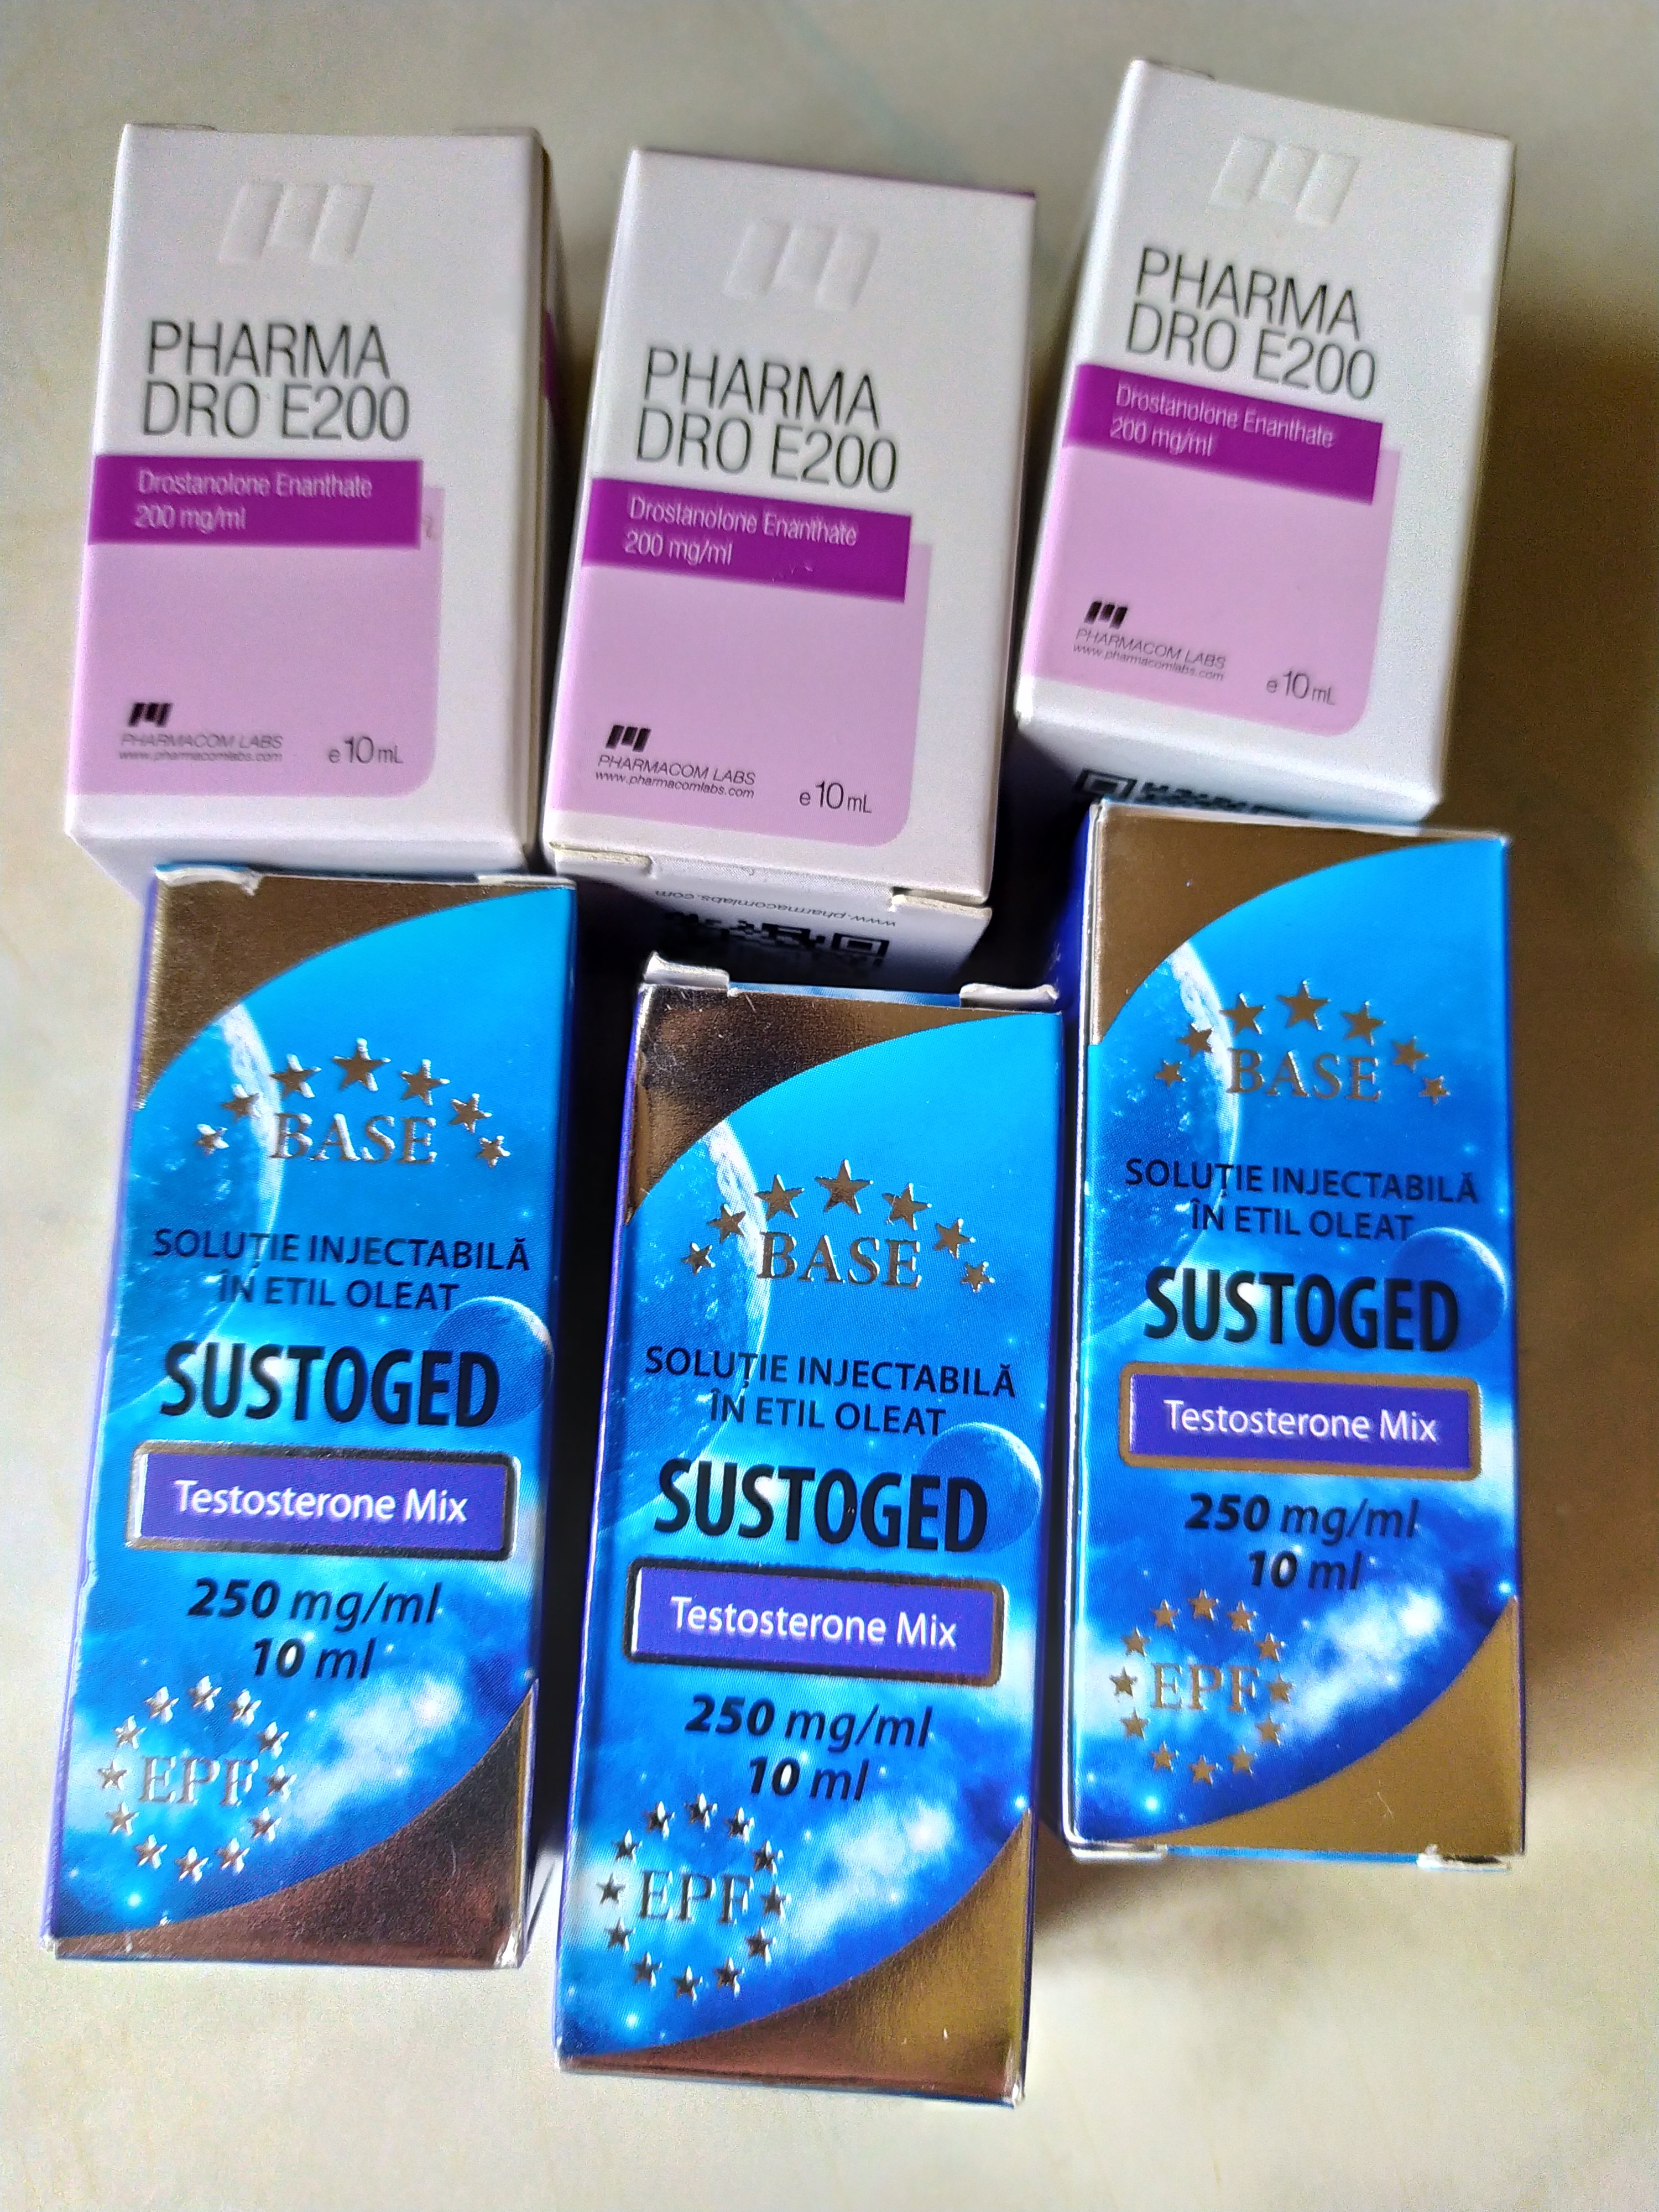 PHARMA
DRO E200
Drostanolone Enanthate
200 mg/ml
PHARMACOM LABS
www.pharmacomlabs.com
e 10 mL
PHARMA
DRO E200
Drostanolone Enanthate
200 mg/ml
PHARMACOM LABS
www.pharmacomlabs.com
e 10 mL
www.pharmacomlabs.com
PHARMA
DRO E200
Drostanolone Enanthate
200 mg/ml
PHARMACOM LABS
www.pharmacomlabs.com
e 10 mL
BASE
SOLUȚIE INJECTABILĂ
ÎN ETIL OLEAT
SUSTOGED
Testosterone Mix
250 mg/ml
10 ml
EPF
BASE
SOLUȚIE INJECTABILĂ
ÎN ETIL OLEAT
SUSTOGED
Testosterone Mix
250 mg/ml
10 ml
EPF
BASE
SOLUȚIE INJECTABILĂ
ÎN ETIL OLEAT
SUSTOGED
Testosterone Mix
250 mg/ml
10 ml
EPF